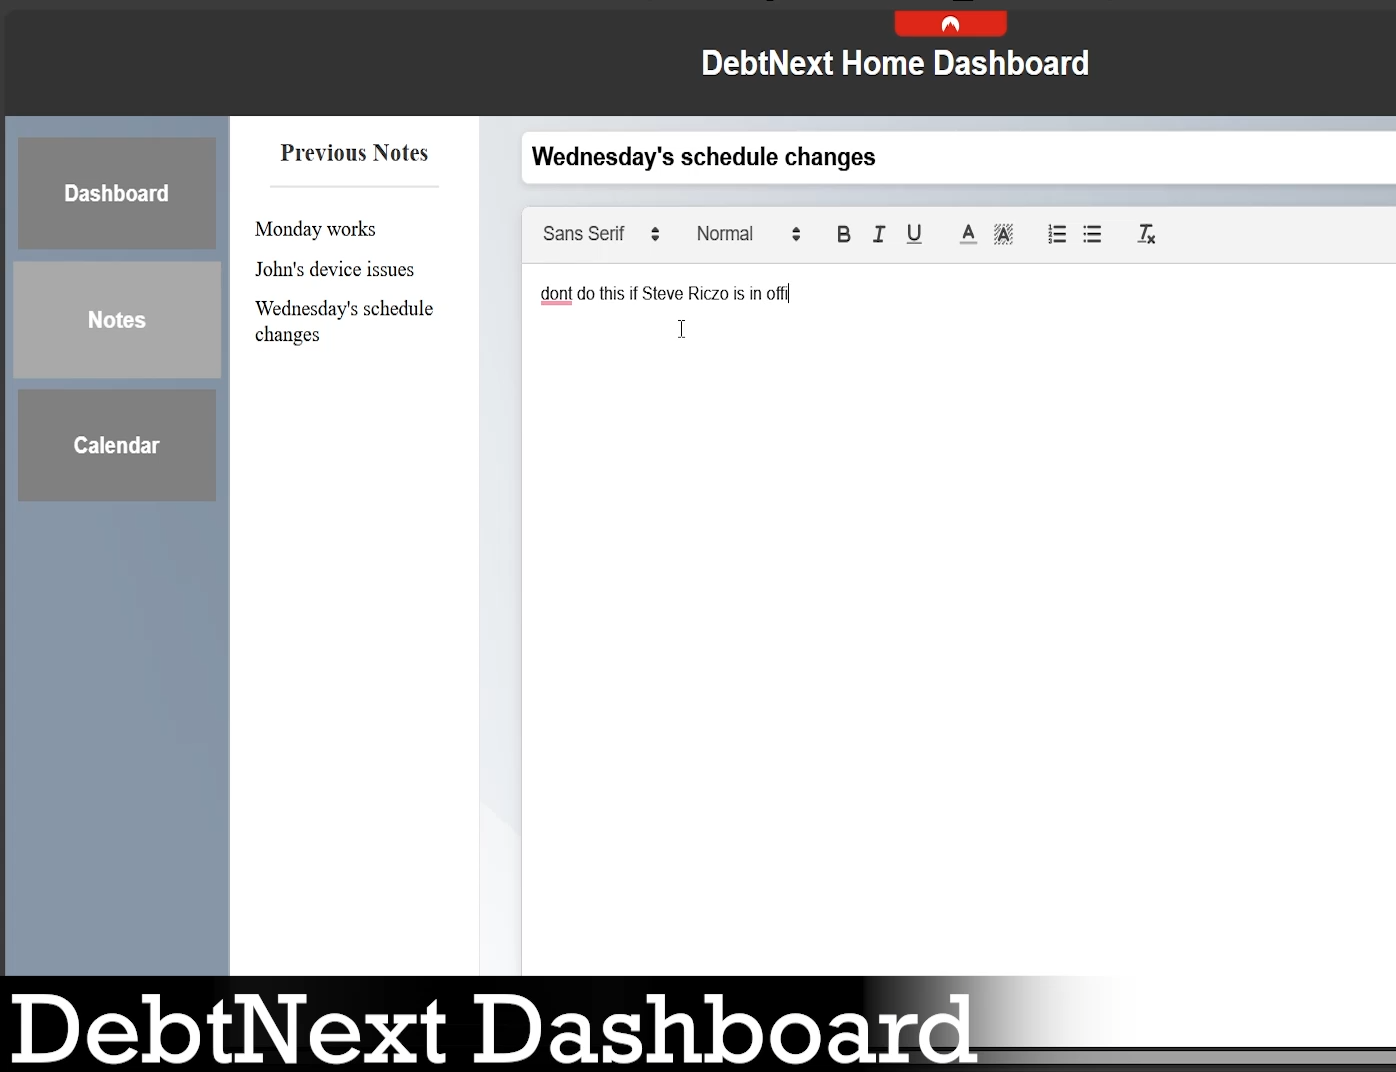 DebtNext Home Dashboard
Dashboard
Notes
Calendar
Previous Notes
Monday works
John's device issues
Wednesday's schedule
changes
Wednesday's schedule changes
Sans Serif Normal B I U A A Tx
dont do this if Steve Riczo is in offi
DebtNext Dashboard